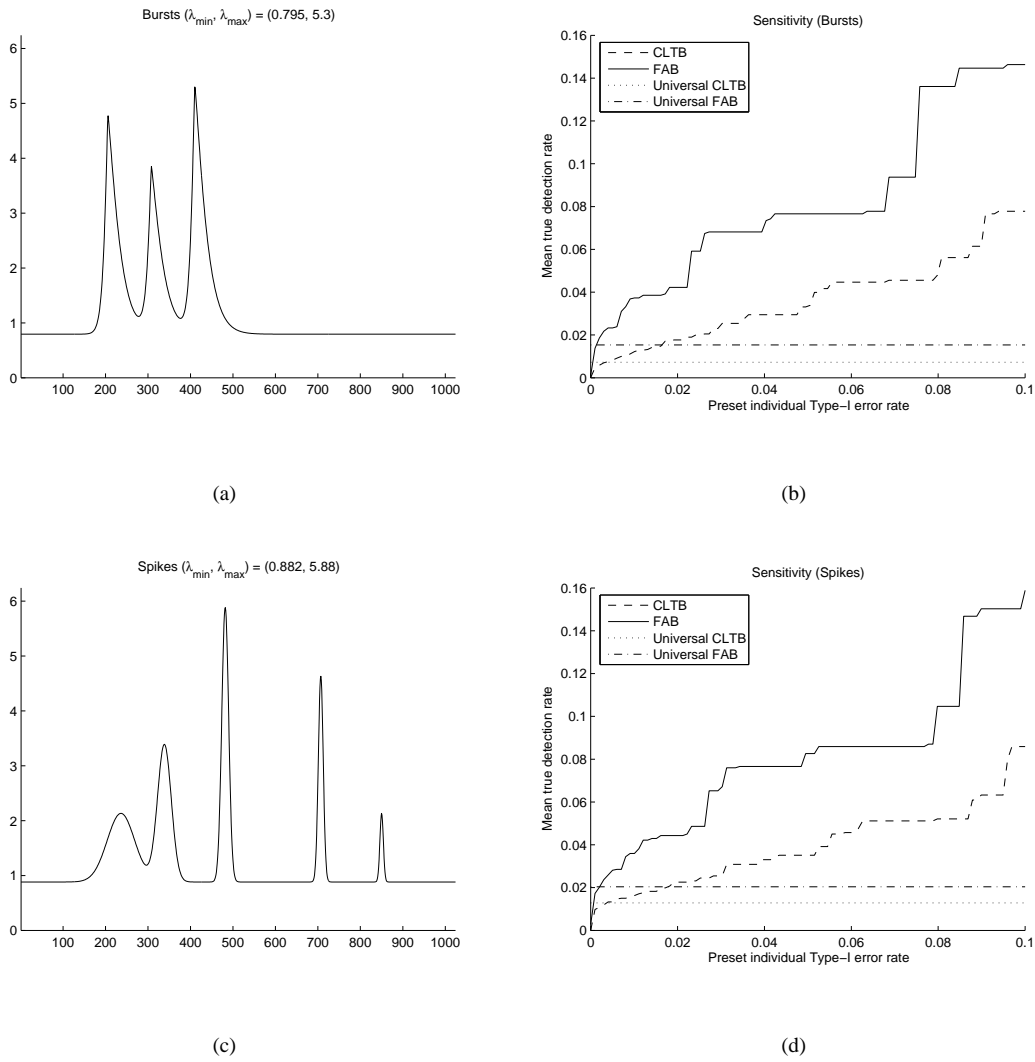 Bursts (λmin, λmax) = (0.795, 5.3)
6
5
4
3
2
1
0
100 200 300 400 500 600 700 800 900 1000
(a)
Sensitivity (Bursts)
CLTB
FAB
Universal CLTB
Universal FAB
Mean true detection rate
0.16
0.14
0.12
0.1
0.08
0.06
0.04
0.02
0
0 0.02 0.04 0.06 0.08 0.1
Preset individual Type−I error rate
(b)
Spikes (λmin, λmax) = (0.882, 5.88)
6
5
4
3
2
1
0
100 200 300 400 500 600 700 800 900 1000
(c)
Sensitivity (Spikes)
CLTB
FAB
Universal CLTB
Universal FAB
Mean true detection rate
0.16
0.14
0.12
0.1
0.08
0.06
0.04
0.02
0
0 0.02 0.04 0.06 0.08 0.1
Preset individual Type−I error rate
(d)